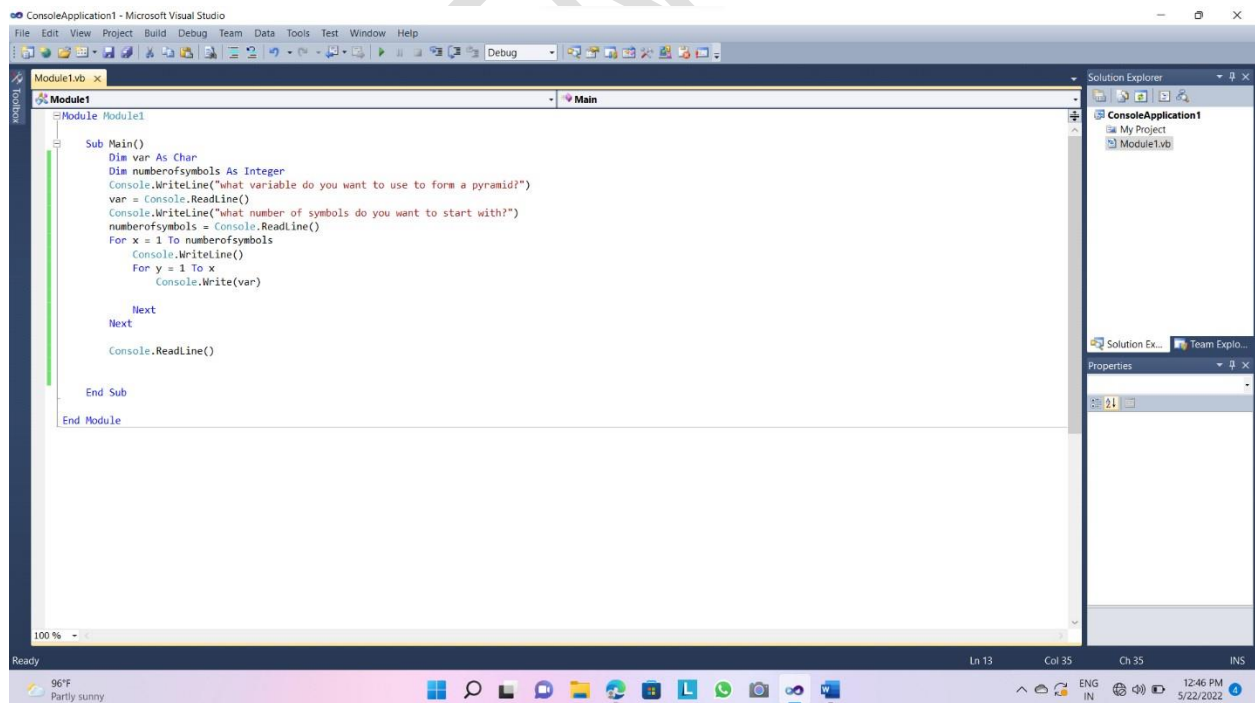 ConsoleApplication1 - Microsoft Visual Studio
File Edit View Project Build Debug Team Data Tools Test Window Help
Debug
Toolbox
Module1.vb
Module1
Main
Module Module1
Sub Main()
Dim var As Char
Dim numberofsymbols As Integer
Console.WriteLine("what variable do you want to use to form a pyramid?")
var = Console.ReadLine()
Console.WriteLine("what number of symbols do you want to start with?")
numberofsymbols = Console.ReadLine()
For x = 1 To numberofsymbols
Console.WriteLine()
For y = 1 To x
Console.Write(var)
Next
Next
Console.ReadLine()
End Sub
End Module
100 %
Solution Explorer
ConsoleApplication1
My Project
Module1.vb
Solution Ex... Team Explo...
Properties
Ready Ln 13 Col 35 Ch 35 INS
96°F
Partly sunny
ENG
IN
12:46 PM
5/22/2022
4